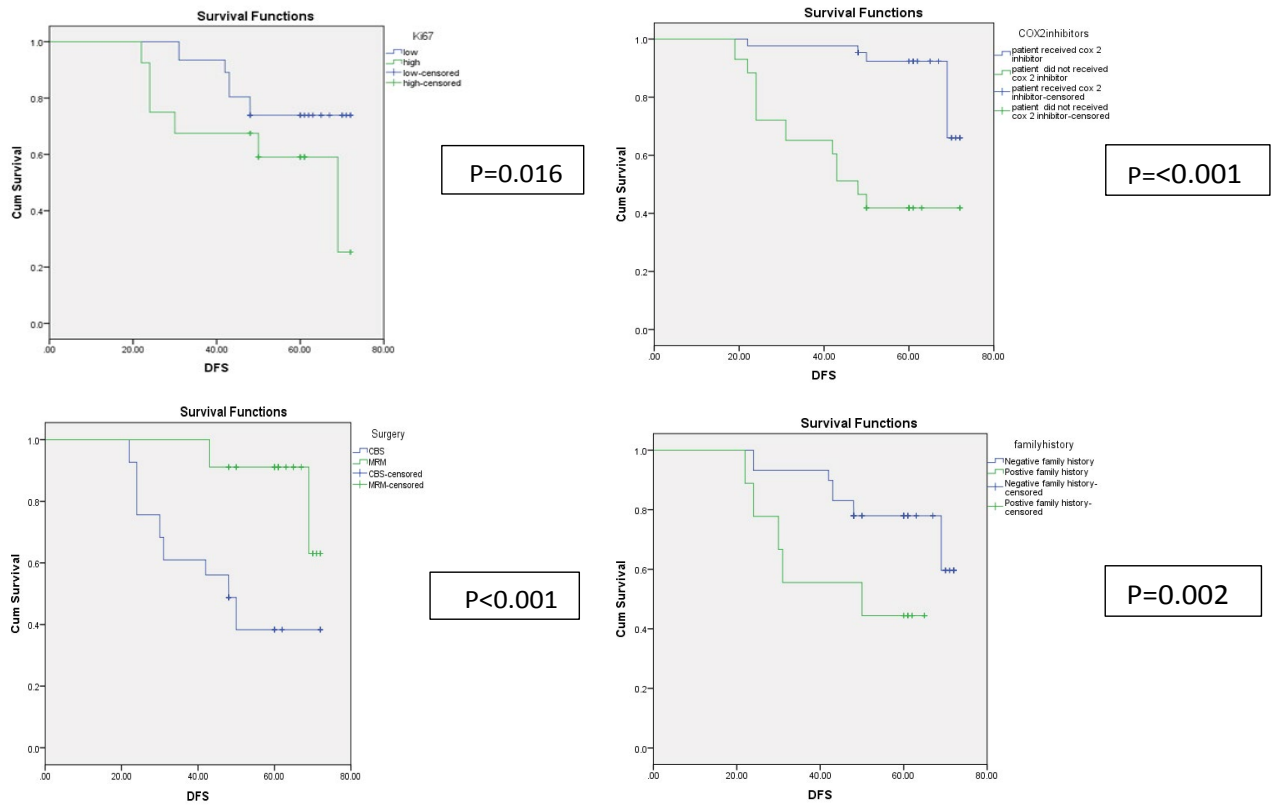 Survival Functions
Ki67
low
high
low-censored
high-censored
1.0
0.8
0.6
0.4
0.2
0.0
Cum Survival
.00 20.00 40.00 60.00 80.00
DFS
P=0.016
Survival Functions
COX2inhibitors
patient received cox 2
inhibitor
patient did not received
cox 2 inhibitor
patient received cox 2
inhibitor-censored
patient did not received
cox 2 inhibitor-censored
1.0
0.8
0.6
0.4
0.2
0.0
Cum Survival
.00 20.00 40.00 60.00 80.00
DFS
P=<0.001
Survival Functions
Surgery
CBS
MRM
CBS-censored
MRM-censored
1.0
0.8
0.6
0.4
0.2
0.0
Cum Survival
.00 20.00 40.00 60.00 80.00
DFS
P<0.001
Survival Functions
familyhistory
Negative family history
Postive family history
Negative family history-
censored
Postive family history-
censored
1.0
0.8
0.6
0.4
0.2
0.0
Cum Survival
.00 20.00 40.00 60.00 80.00
DFS
P=0.002